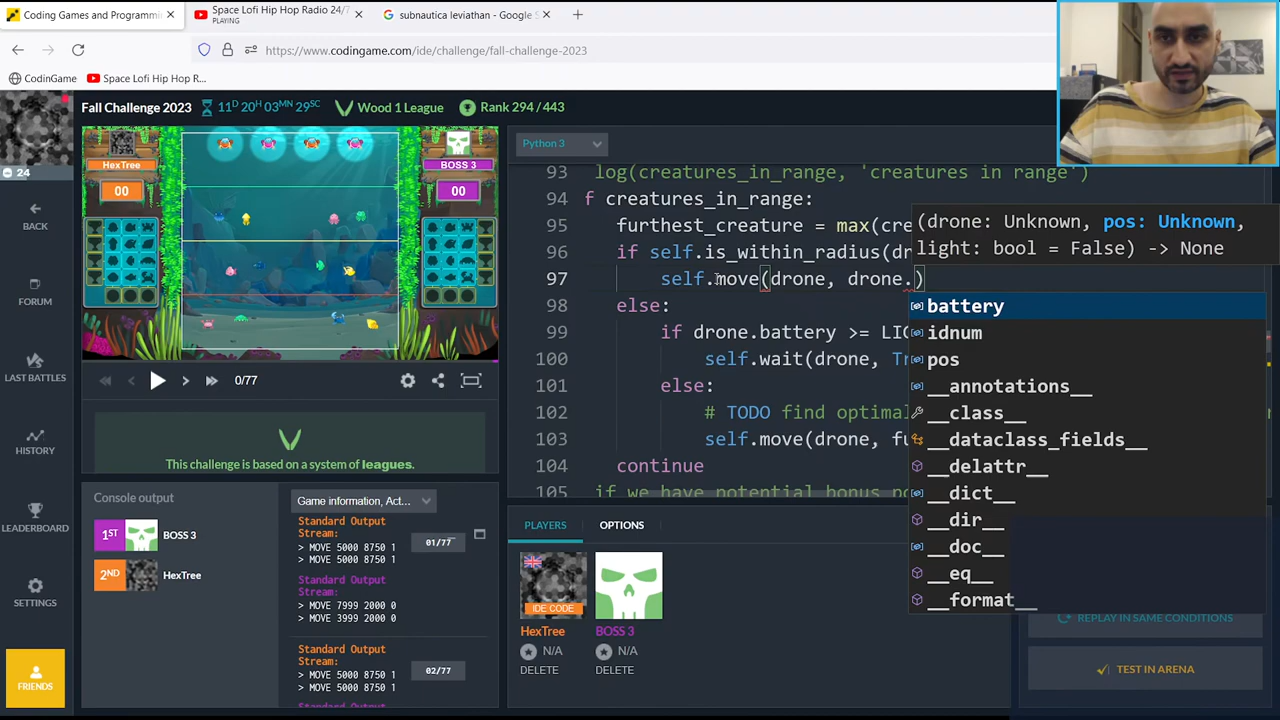 Coding Games and Programmi
Space Lofi Hip Hop Radio 24/7
PLAYING
subnautica leviathan - Google S
https://www.codingame.com/ide/challenge/fall-challenge-2023
CodinGame
Space Lofi Hip Hop R...
Fall Challenge 2023
11D 20H 03MN 29SC
Wood 1 League
Rank 294 / 443
24
BACK
FORUM
LAST BATTLES
HISTORY
LEADERBOARD
SETTINGS
FRIENDS
HexTree
00
BOSS 3
00
0/77
This challenge is based on a system of leagues.
Console output
Game information, Act...
1ST
BOSS 3
2ND
HexTree
Standard Output
Stream:
> MOVE 5000 8750 1
> MOVE 5000 8750 1
01/77
Standard Output
Stream:
> MOVE 7999 2000 0
> MOVE 3999 2000 0
Standard Output
Stream:
> MOVE 5000 8750 1
> MOVE 5000 8750 1
02/77
Standard Output
Python 3
93 log(creatures_in_range, 'creatures in range')
94 f creatures_in_range:
95 furthest_creature = max(cre
96 if self.is_within_radius(dr
97 self.move(drone, drone.)
98 else:
99 if drone.battery >= LIG
100 self.wait(drone, Tr
101 else:
102 # TODO find optimal
103 self.move(drone, fu
104 continue
105 if we have potential bonus po
(drone: Unknown, pos: Unknown,
light: bool = False) -> None
battery
idnum
pos
__annotations__
__class__
__dataclass_fields__
__delattr__
__dict__
__dir__
__doc__
__eq__
__format__
PLAYERS
OPTIONS
IDE CODE
HexTree
N/A
DELETE
BOSS 3
N/A
DELETE
REPLAY IN SAME CONDITIONS
TEST IN ARENA